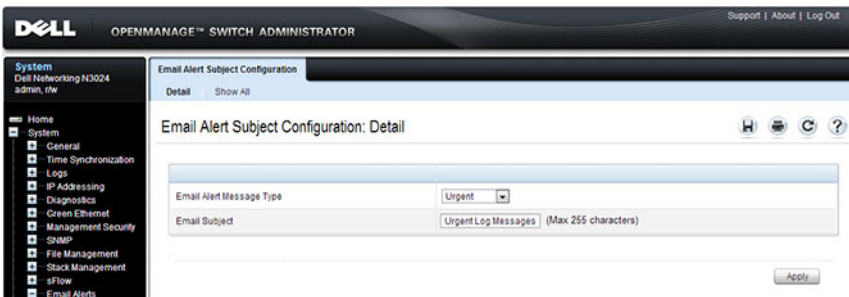 Support | About | Log Out
DELL OPENMANAGE™ SWITCH ADMINISTRATOR
System
Dell Networking N3024
admin, r/w
Home
System
General
Time Synchronization
Logs
IP Addressing
Diagnostics
Green Ethernet
Management Security
SNMP
File Management
Stack Management
sFlow
Email Alerts
Email Alert Subject Configuration
Detail Show All
Email Alert Subject Configuration: Detail
Email Alert Message Type Urgent
Email Subject Urgent Log Messages (Max 255 characters)
Apply